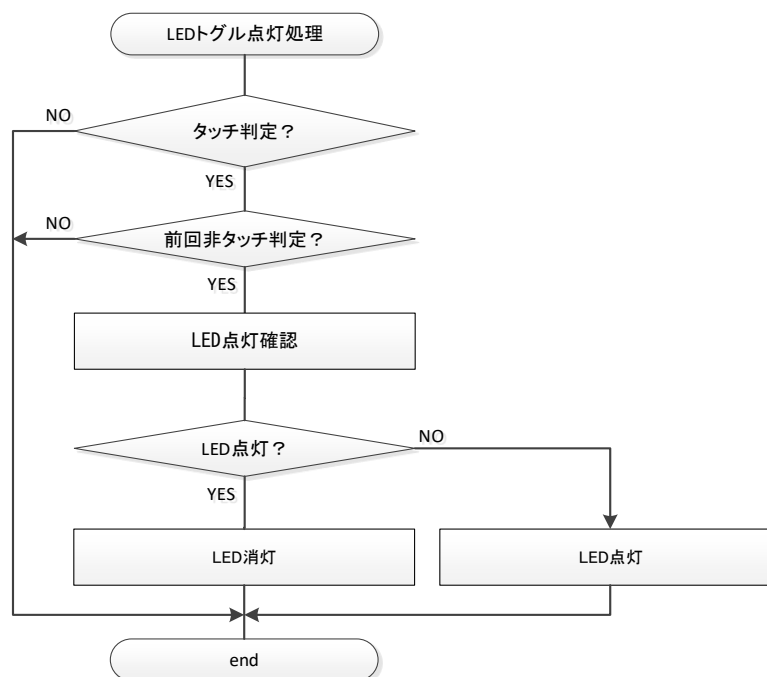 LEDトグル点灯処理
NO
タッチ判定？
YES
NO
前回非タッチ判定？
YES
LED点灯確認
LED点灯？
NO
YES
LED消灯
LED点灯
end